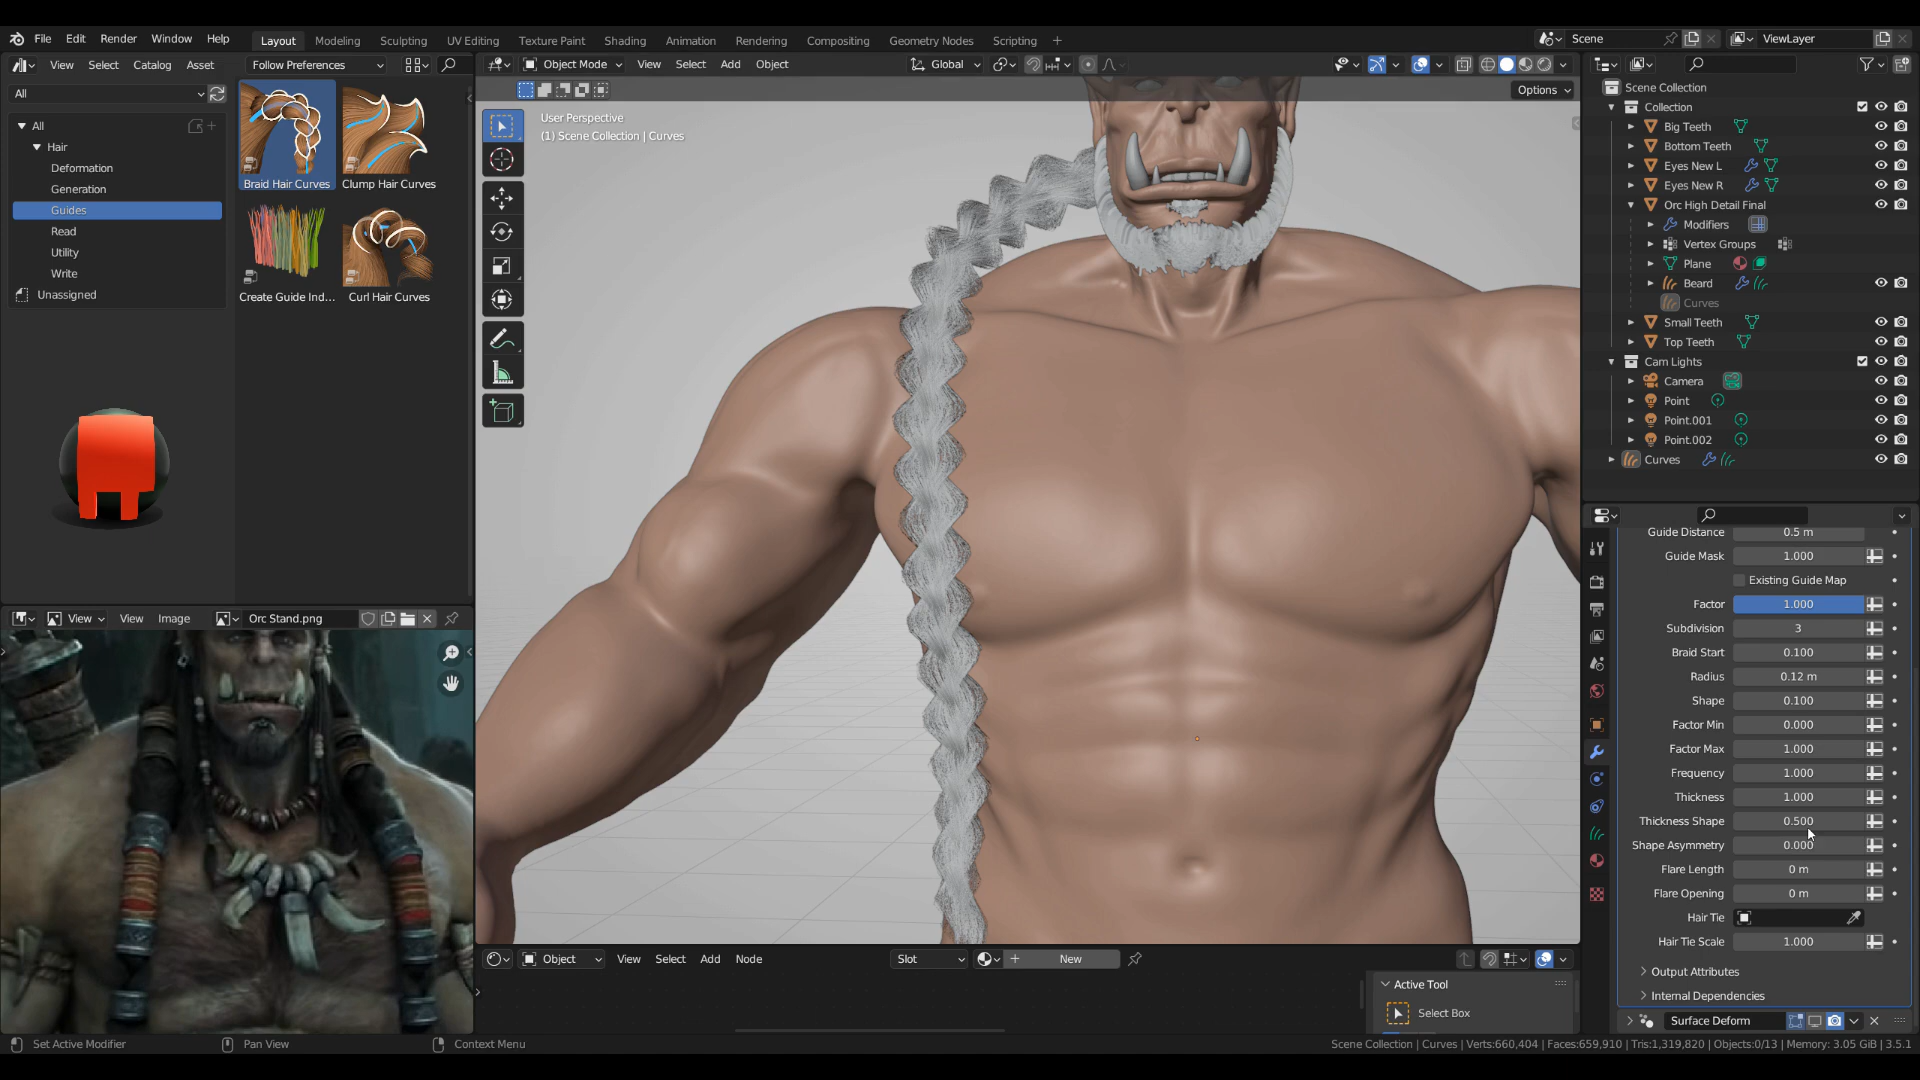 File Edit Render Window Help Layout Modeling Sculpting UV Editing Texture Paint Shading Animation Rendering Compositing Geometry Nodes Scripting + Scene ViewLayer
View Select Catalog Asset Follow Preferences
Object Mode View Select Add Object Global
Options
All
All
Hair
Deformation
Generation
Guides
Read
Utility
Write
Unassigned
Braid Hair Curves
Clump Hair Curves
Create Guide Ind...
Curl Hair Curves
User Perspective
(1) Scene Collection | Curves
Scene Collection
Collection
Big Teeth
Bottom Teeth
Eyes New L
Eyes New R
Orc High Detail Final
Modifiers
Vertex Groups
Plane
Beard
Curves
Small Teeth
Top Teeth
Cam Lights
Camera
Point
Point.001
Point.002
Curves
Guide Distance 0.5 m
Guide Mask 1.000
Existing Guide Map
Factor 1.000
Subdivision 3
Braid Start 0.100
Radius 0.12 m
Shape 0.100
Factor Min 0.000
Factor Max 1.000
Frequency 1.000
Thickness 1.000
Thickness Shape 0.500
Shape Asymmetry 0.000
Flare Length 0 m
Flare Opening 0 m
Hair Tie
Hair Tie Scale 1.000
Output Attributes
Internal Dependencies
Surface Deform
View View Image Orc Stand.png
Object View Select Add Node Slot New
Active Tool
Select Box
Set Active Modifier Pan View Context Menu
Scene Collection | Curves | Verts:660,404 | Faces:659,910 | Tris:1,319,820 | Objects:0/13 | Memory: 3.05 GiB | 3.5.1